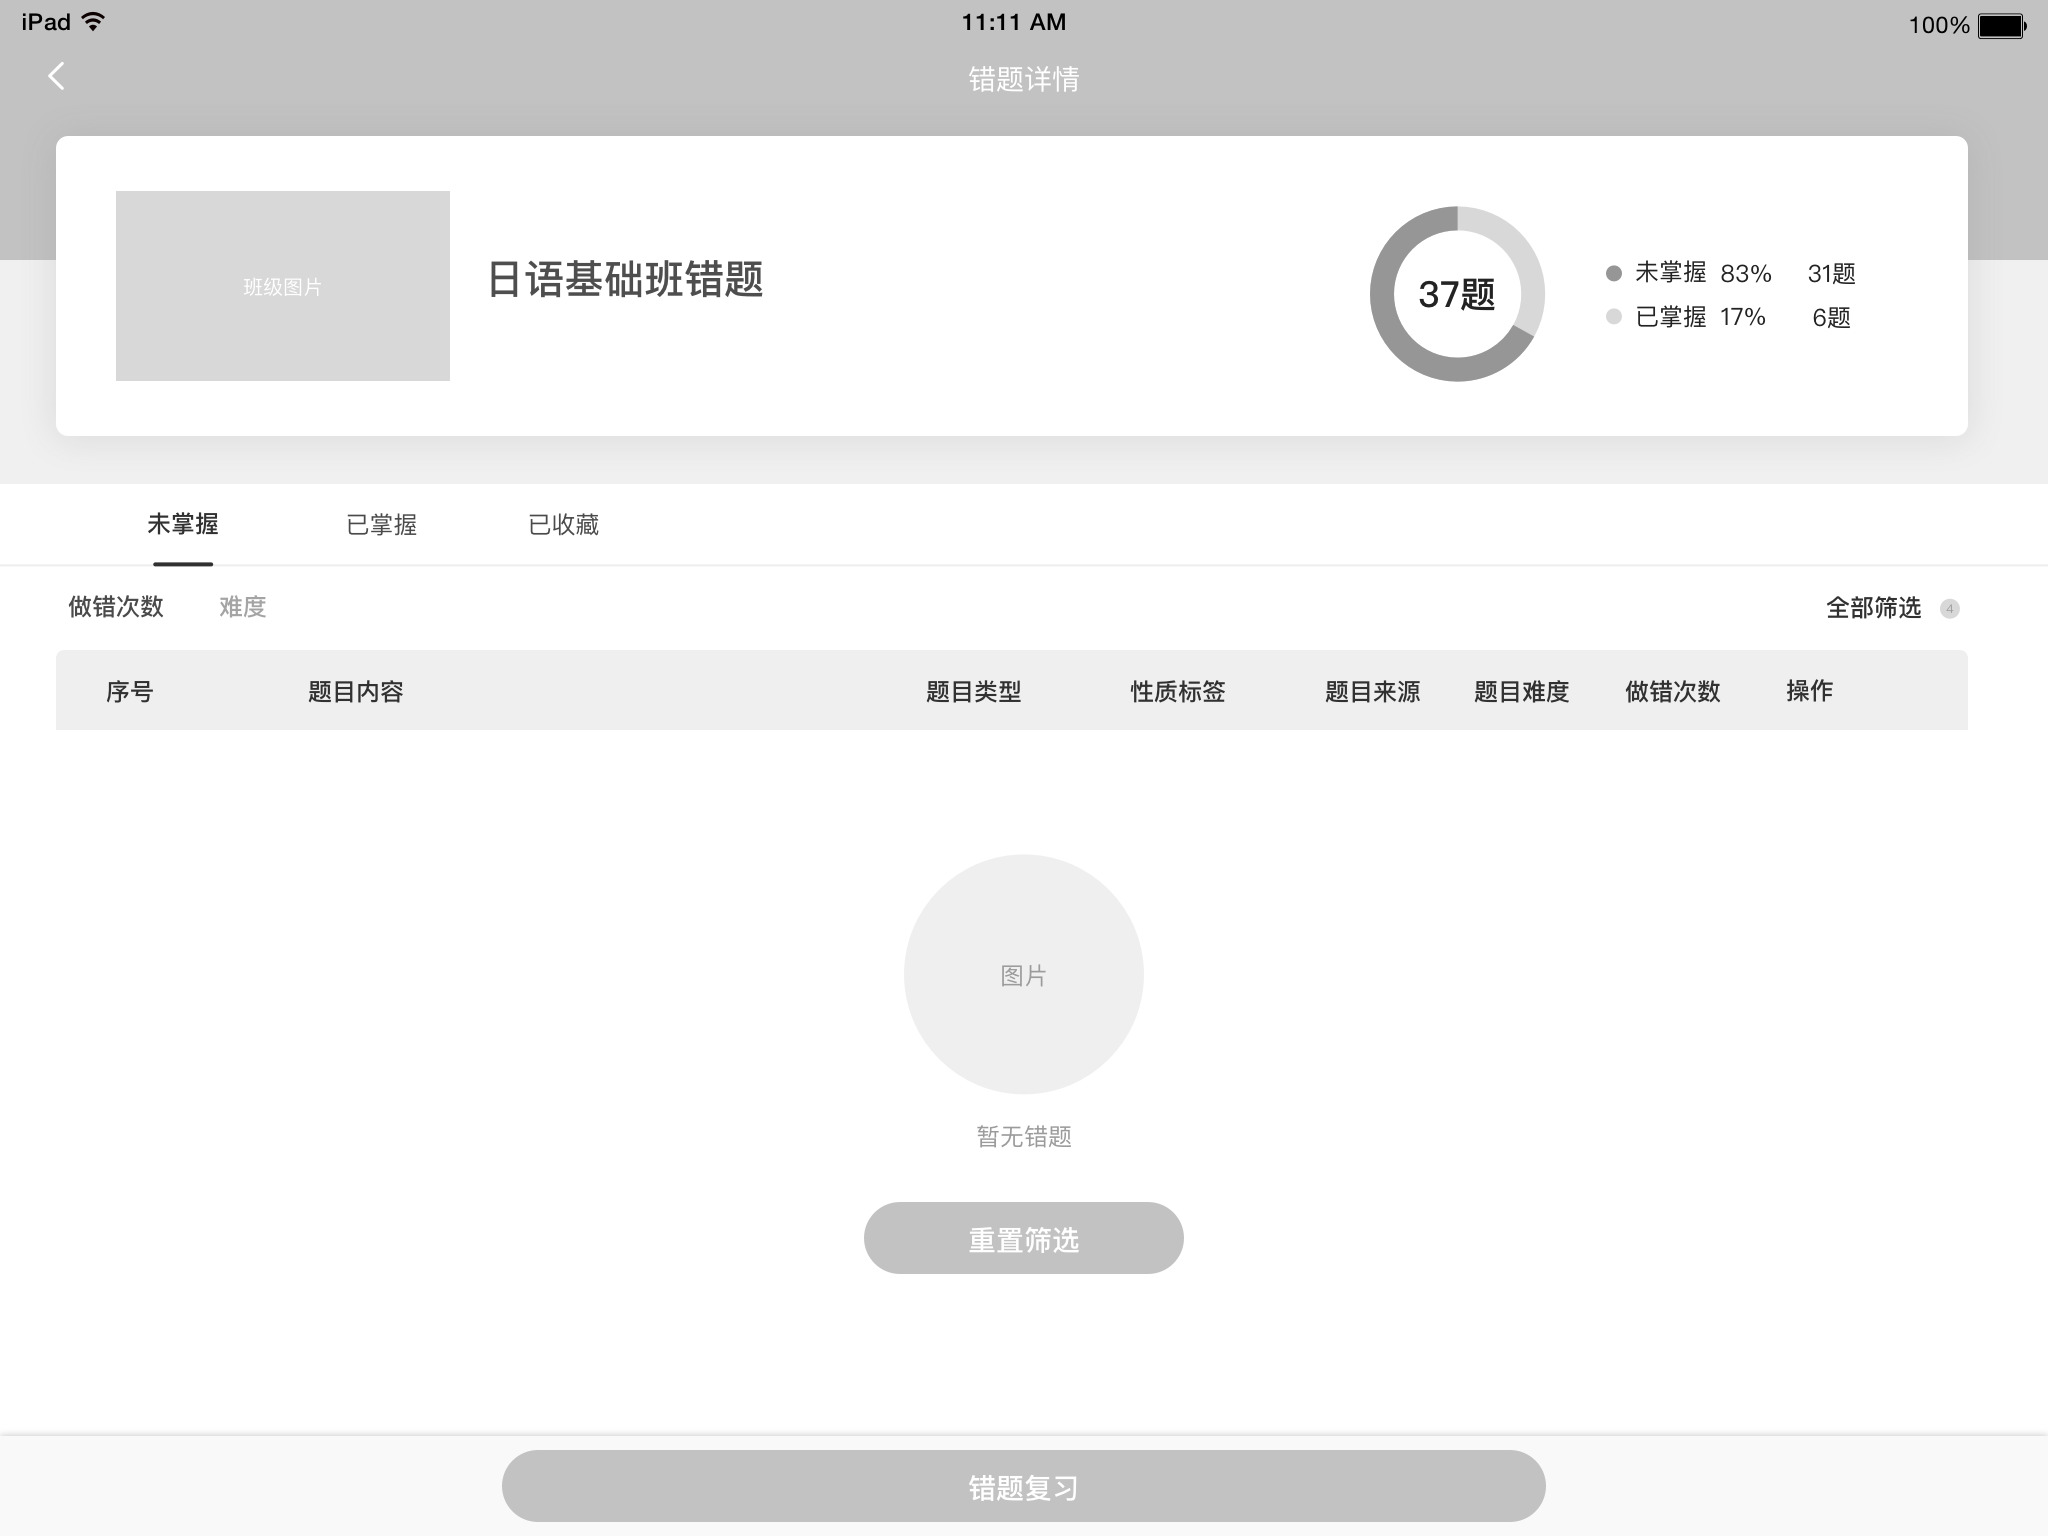 iPad 11:11 AM 100%
错题详情
班级图片
日语基础班错题
37题
未掌握 83% 31题
已掌握 17% 6题
未掌握 已掌握 已收藏
做错次数 难度 全部筛选 4
序号 题目内容 题目类型 性质标签 题目来源 题目难度 做错次数 操作
图片
暂无错题
重置筛选
错题复习